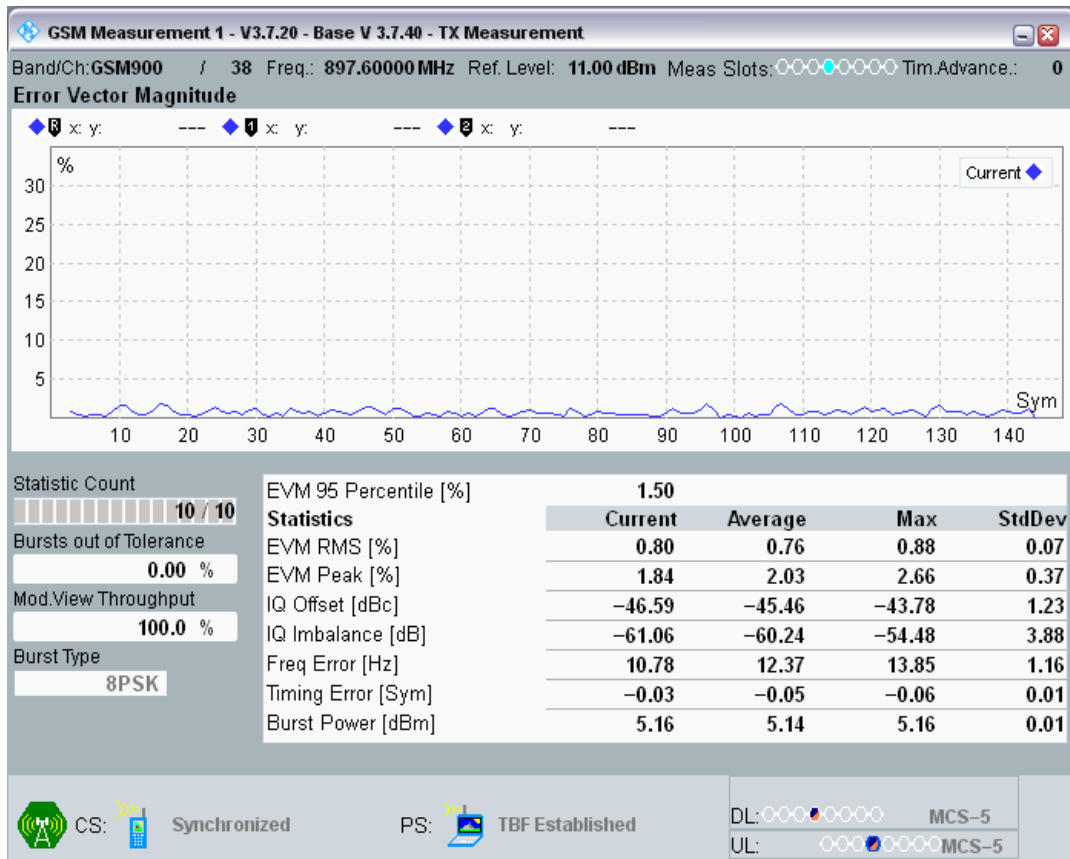 GSM Measurement 1 - V3.7.20 - Base V 3.7.40 - TX Measurement
Band/Ch:GSM900 / 38 Freq.: 897.60000 MHz Ref. Level: 11.00 dBm Meas Slots: Tim.Advance.: 0
Error Vector Magnitude
R x: y: --- 1 x: y: --- 2 x: y: ---
%
Current
30
25
20
15
10
5
Sym
10 20 30 40 50 60 70 80 90 100 110 120 130 140
Statistic Count
10 / 10
Bursts out of Tolerance
0.00 %
Mod.View Throughput
100.0 %
Burst Type
8PSK
EVM 95 Percentile [%] 1.50
Statistics Current Average Max StdDev
EVM RMS [%] 0.80 0.76 0.88 0.07
EVM Peak [%] 1.84 2.03 2.66 0.37
IQ Offset [dBc] −46.59 −45.46 −43.78 1.23
IQ Imbalance [dB] −61.06 −60.24 −54.48 3.88
Freq Error [Hz] 10.78 12.37 13.85 1.16
Timing Error [Sym] −0.03 −0.05 −0.06 0.01
Burst Power [dBm] 5.16 5.14 5.16 0.01
CS: Synchronized PS: TBF Established
DL: MCS−5
UL: MCS−5